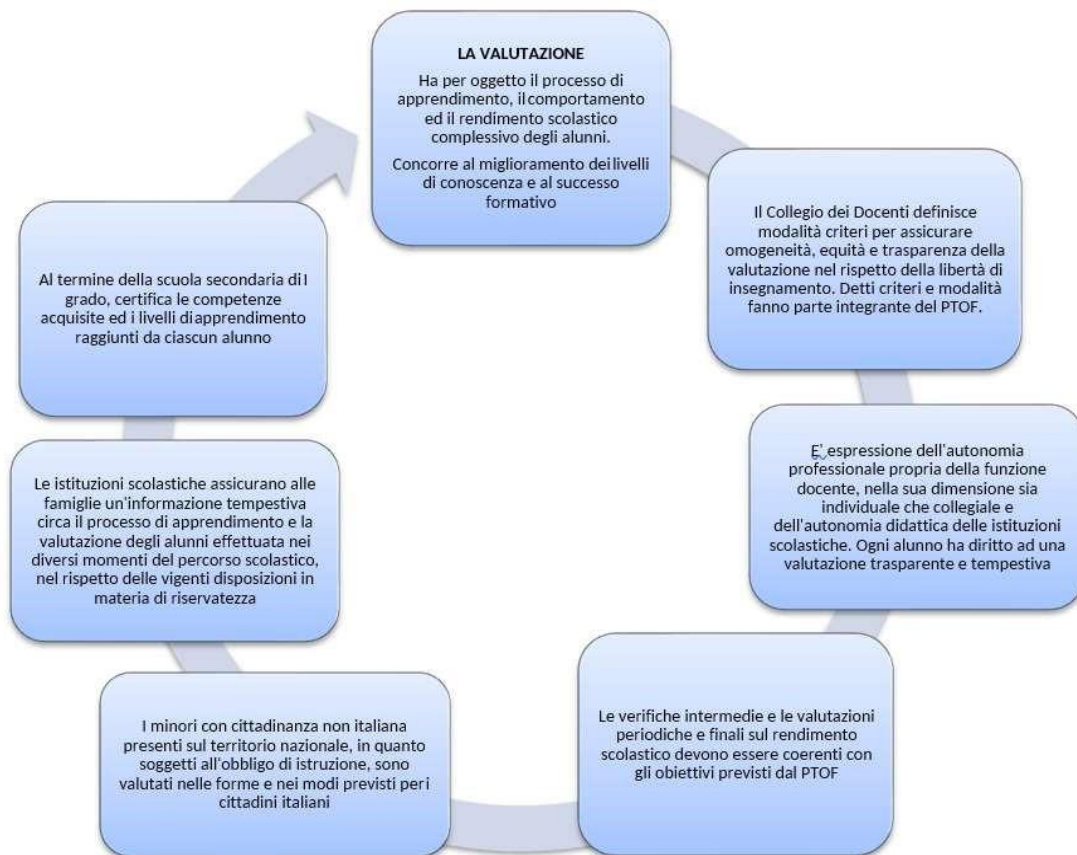 LA VALUTAZIONE
Ha per oggetto il processo di
apprendimento, il comportamento
ed il rendimento scolastico
complessivo degli alunni.
Concorre al miglioramento dei livelli
di conoscenza e al successo
formativo
Il Collegio dei Docenti definisce
modalità criteri per assicurare
omogeneità, equità e trasparenza della
valutazione nel rispetto della libertà di
insegnamento. Detti criteri e modalità
fanno parte integrante del PTOF.
E' espressione dell'autonomia
professionale propria della funzione
docente, nella sua dimensione sia
individuale che collegiale e
dell'autonomia didattica delle istituzioni
scolastiche. Ogni alunno ha diritto ad una
valutazione trasparente e tempestiva
Le verifiche intermedie e le valutazioni
periodiche e finali sul rendimento
scolastico devono essere coerenti con
gli obiettivi previsti dal PTOF
I minori con cittadinanza non italiana
presenti sul territorio nazionale, in quanto
soggetti all'obbligo di istruzione, sono
valutati nelle forme e nei modi previsti per i
cittadini italiani
Le istituzioni scolastiche assicurano alle
famiglie un'informazione tempestiva
circa il processo di apprendimento e la
valutazione degli alunni effettuata nei
diversi momenti del percorso scolastico,
nel rispetto delle vigenti disposizioni in
materia di riservatezza
Al termine della scuola secondaria di I
grado, certifica le competenze
acquisite ed i livelli di apprendimento
raggiunti da ciascun alunno